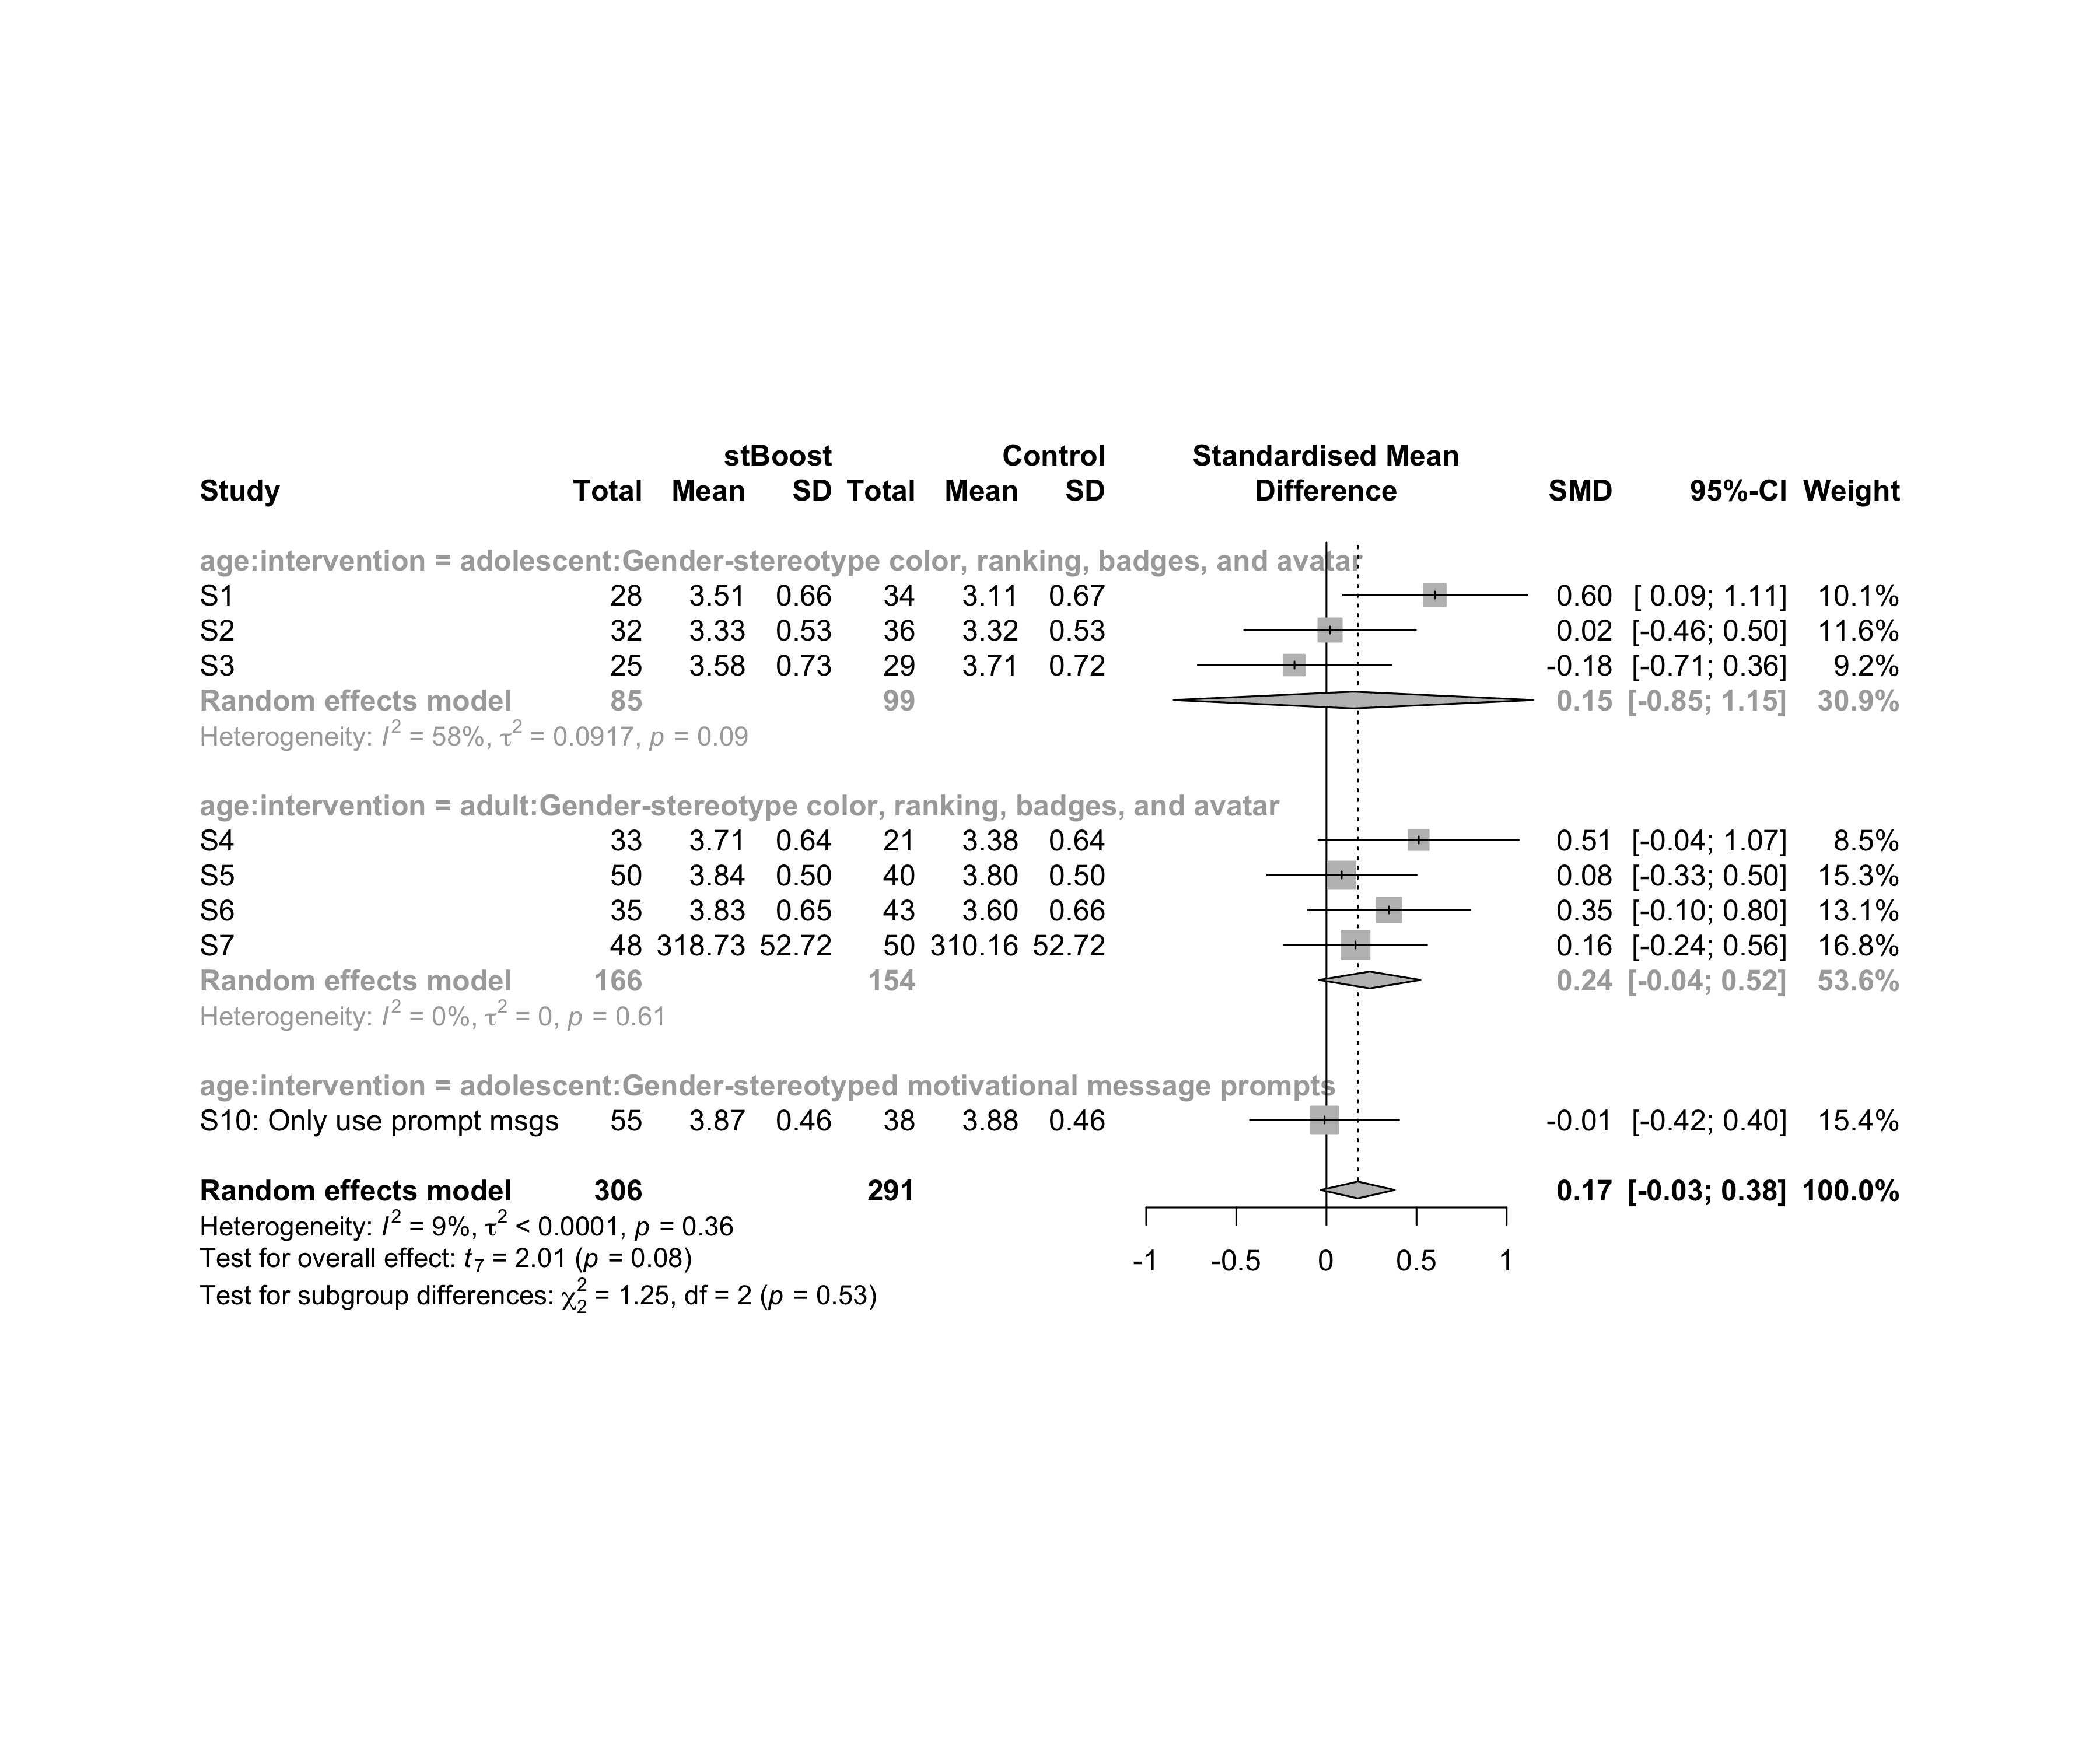 stBoost Control Standardised Mean
Study Total Mean SD Total Mean SD Difference SMD 95%-CI Weight
age:intervention = adolescent:Gender-stereotype color, ranking, badges, and avatar
S1 28 3.51 0.66 34 3.11 0.67 0.60 [ 0.09; 1.11] 10.1%
S2 32 3.33 0.53 36 3.32 0.53 0.02 [-0.46; 0.50] 11.6%
S3 25 3.58 0.73 29 3.71 0.72 -0.18 [-0.71; 0.36] 9.2%
Random effects model 85 99 0.15 [-0.85; 1.15] 30.9%
Heterogeneity: I² = 58%, τ² = 0.0917, p = 0.09
age:intervention = adult:Gender-stereotype color, ranking, badges, and avatar
S4 33 3.71 0.64 21 3.38 0.64 0.51 [-0.04; 1.07] 8.5%
S5 50 3.84 0.50 40 3.80 0.50 0.08 [-0.33; 0.50] 15.3%
S6 35 3.83 0.65 43 3.60 0.66 0.35 [-0.10; 0.80] 13.1%
S7 48 318.73 52.72 50 310.16 52.72 0.16 [-0.24; 0.56] 16.8%
Random effects model 166 154 0.24 [-0.04; 0.52] 53.6%
Heterogeneity: I² = 0%, τ² = 0, p = 0.61
age:intervention = adolescent:Gender-stereotyped motivational message prompts
S10: Only use prompt msgs 55 3.87 0.46 38 3.88 0.46 -0.01 [-0.42; 0.40] 15.4%
Random effects model 306 291 0.17 [-0.03; 0.38] 100.0%
Heterogeneity: I² = 9%, τ² < 0.0001, p = 0.36
Test for overall effect: t₇ = 2.01 (p = 0.08)
-1 -0.5 0 0.5 1
Test for subgroup differences: χ²₂ = 1.25, df = 2 (p = 0.53)